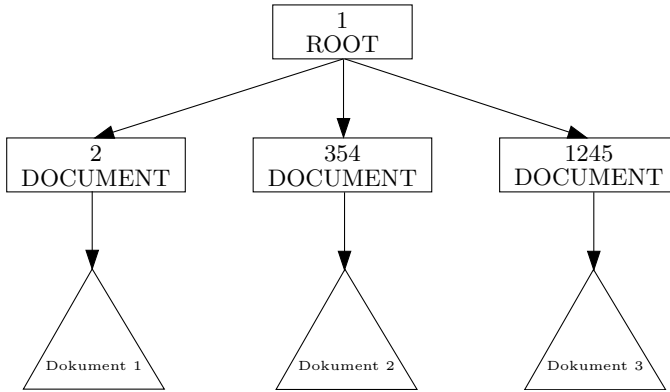 1
ROOT
2
DOCUMENT
354
DOCUMENT
1245
DOCUMENT
Dokument 1
Dokument 2
Dokument 3